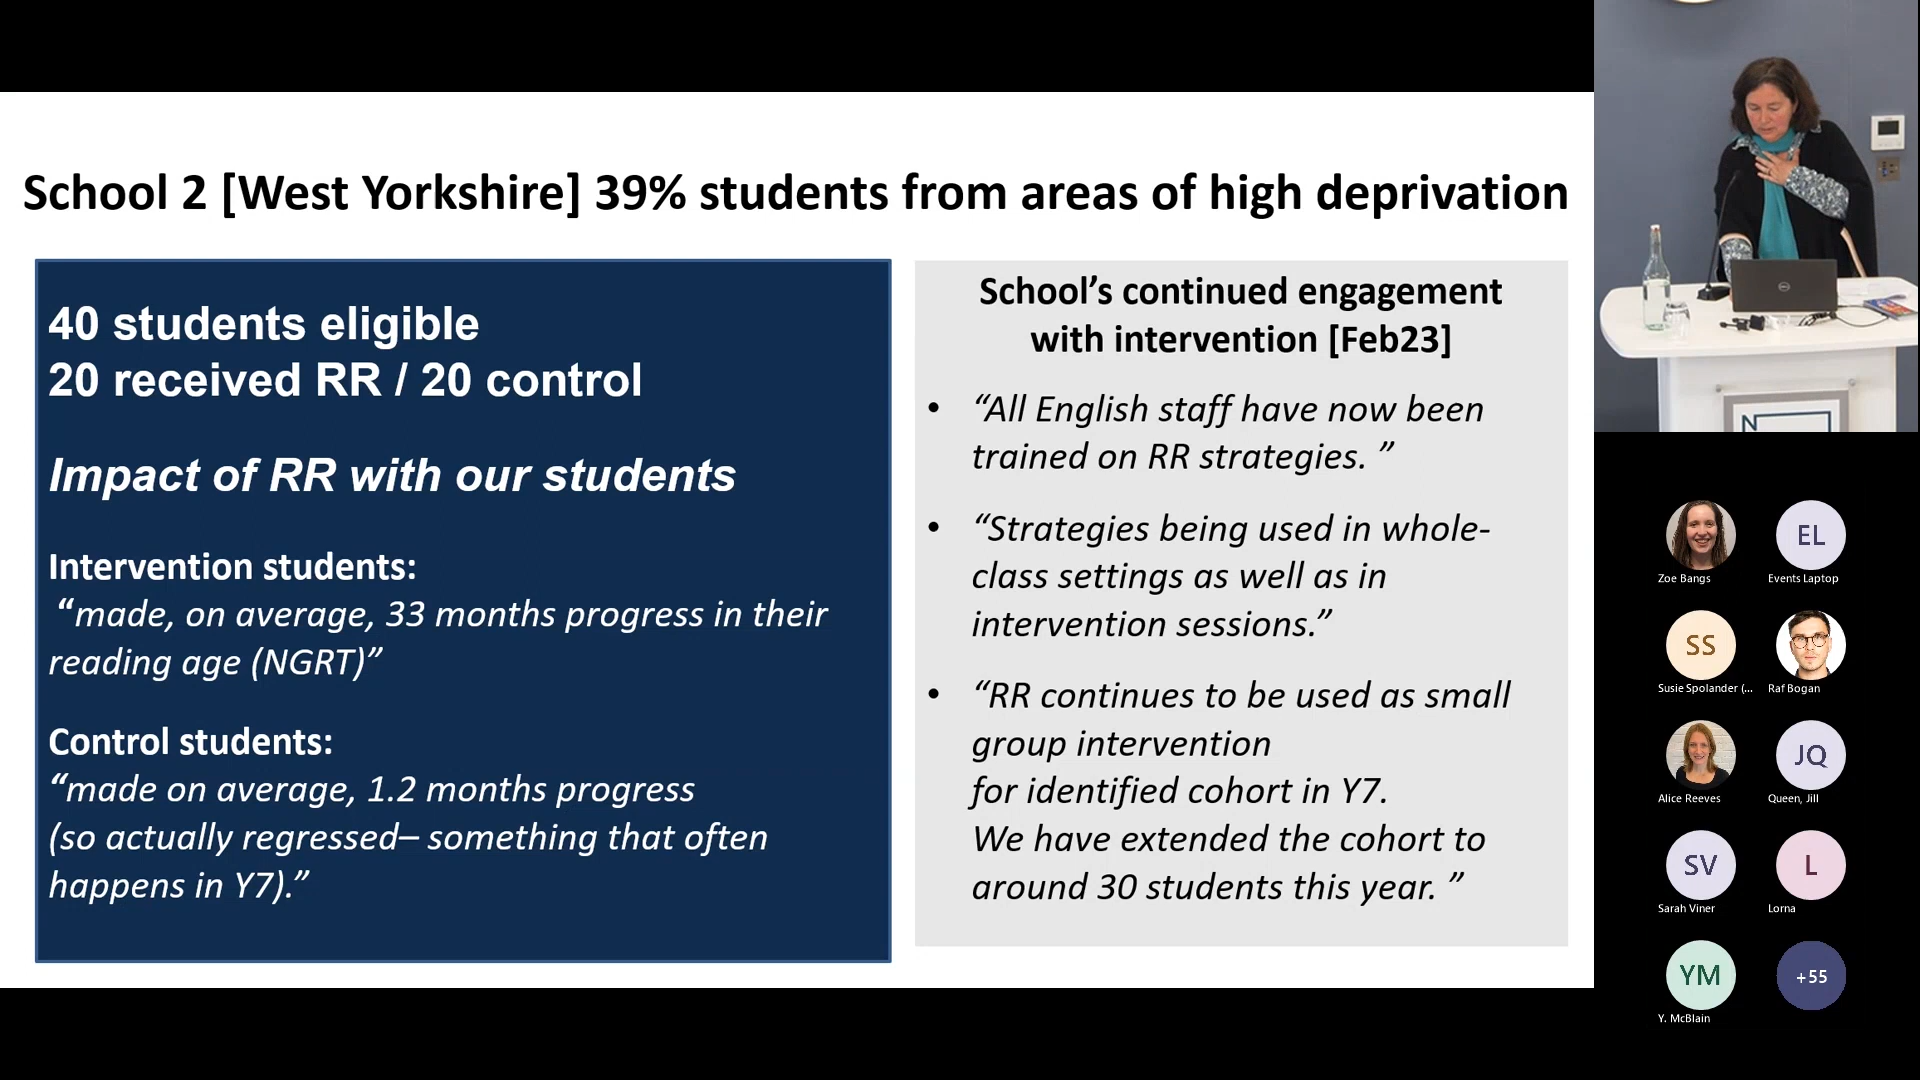 School 2 [West Yorkshire] 39% students from areas of high deprivation
40 students eligible
20 received RR / 20 control
Impact of RR with our students
Intervention students:
“made, on average, 33 months progress in their
reading age (NGRT)”
Control students:
“made on average, 1.2 months progress
(so actually regressed– something that often
happens in Y7).”
School’s continued engagement
with intervention [Feb23]
• “All English staff have now been
trained on RR strategies. ”
• “Strategies being used in whole-
class settings as well as in
intervention sessions.”
• “RR continues to be used as small
group intervention
for identified cohort in Y7.
We have extended the cohort to
around 30 students this year. ”
N
Zoe Bangs
EL
Events Laptop
SS
Susie Spolander (...
Raf Bogan
Alice Reeves
JQ
Queen, Jill
SV
Sarah Viner
L
Lorna
YM
Y. McBlain
+55